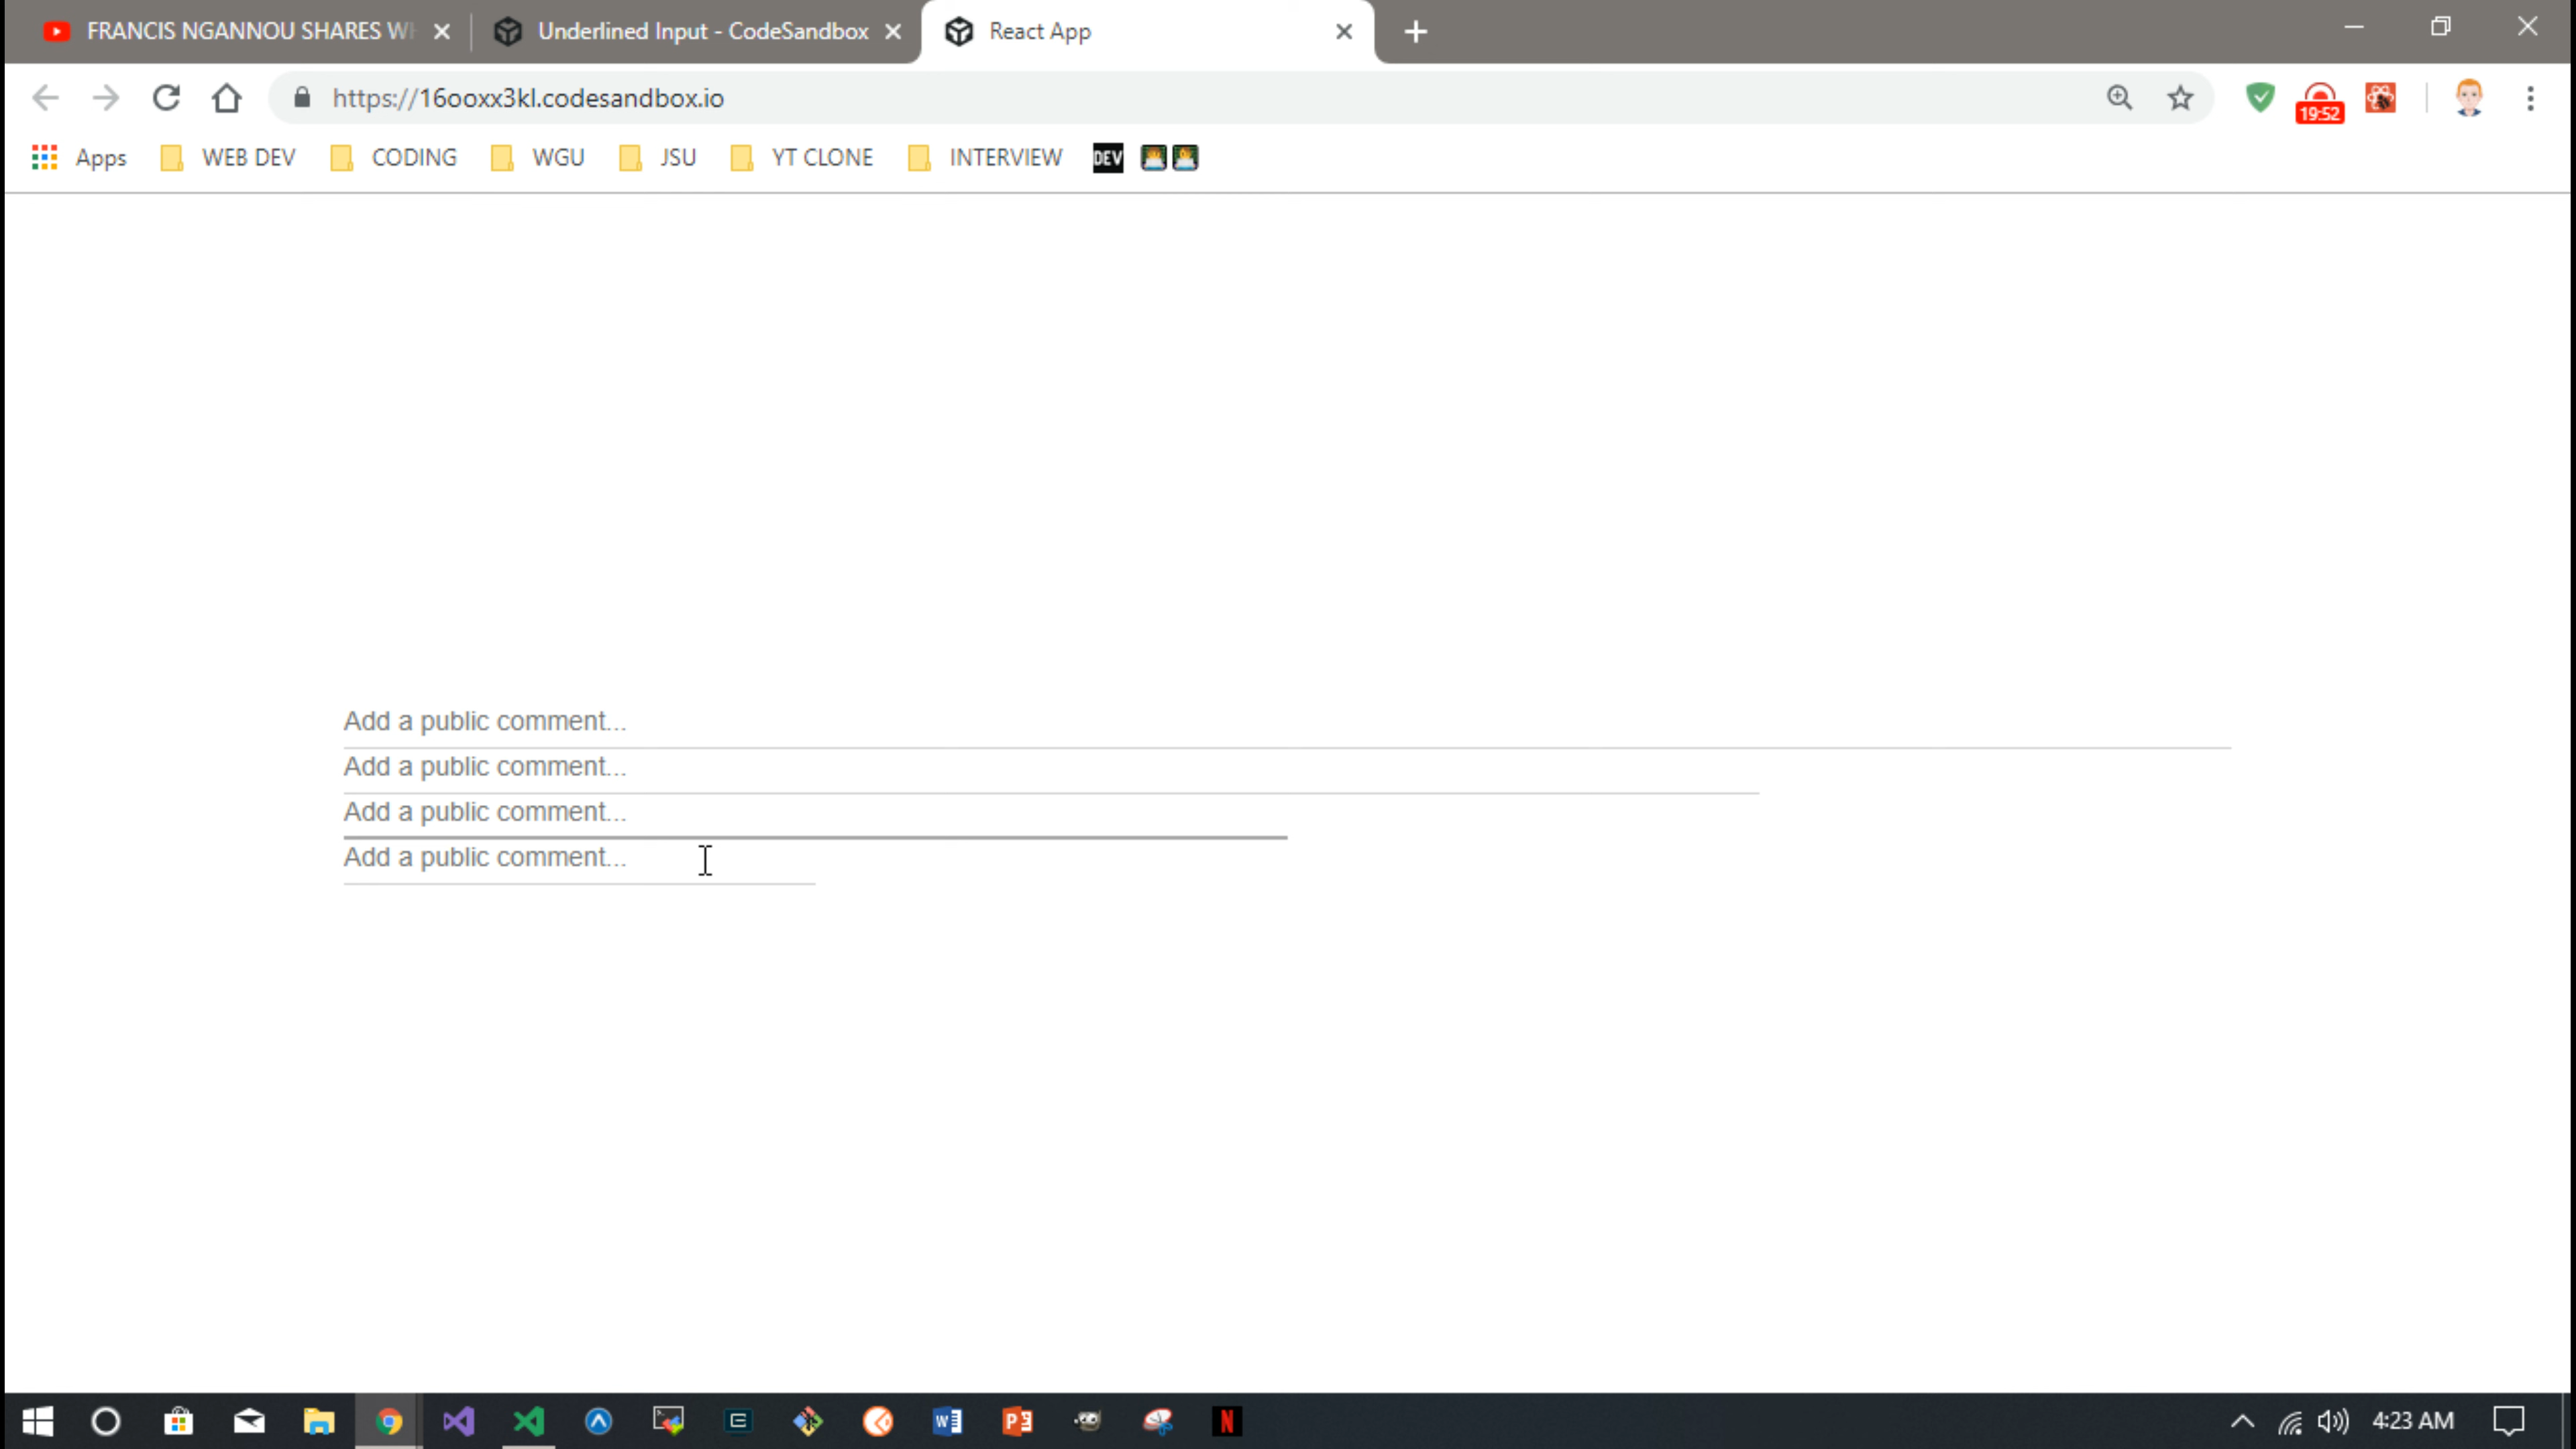 FRANCIS NGANNOU SHARES
Underlined Input - CodeSandbox
React App
https://16ooxx3kl.codesandbox.io
19:52
Apps
WEB DEV
CODING
WGU
JSU
YT CLONE
INTERVIEW
DEV
Add a public comment...
Add a public comment...
Add a public comment...
Add a public comment...
4:23 AM